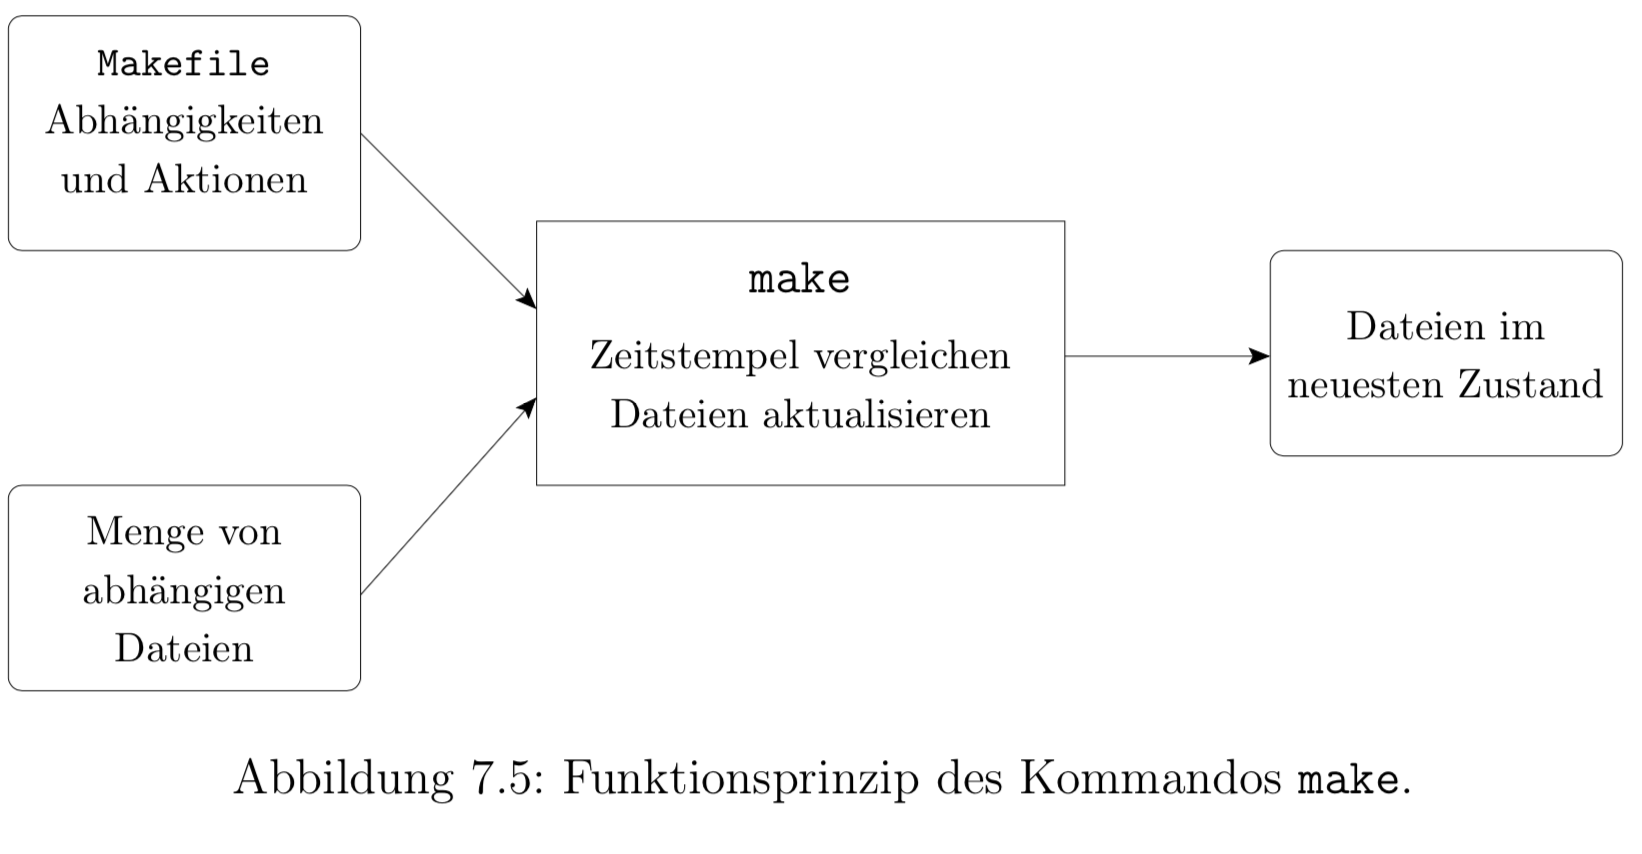 Makefile
Abhängigkeiten
und Aktionen
Menge von
abhängigen
Dateien
make
Zeitstempel vergleichen
Dateien aktualisieren
Dateien im
neuesten Zustand
Abbildung 7.5: Funktionsprinzip des Kommandos make.